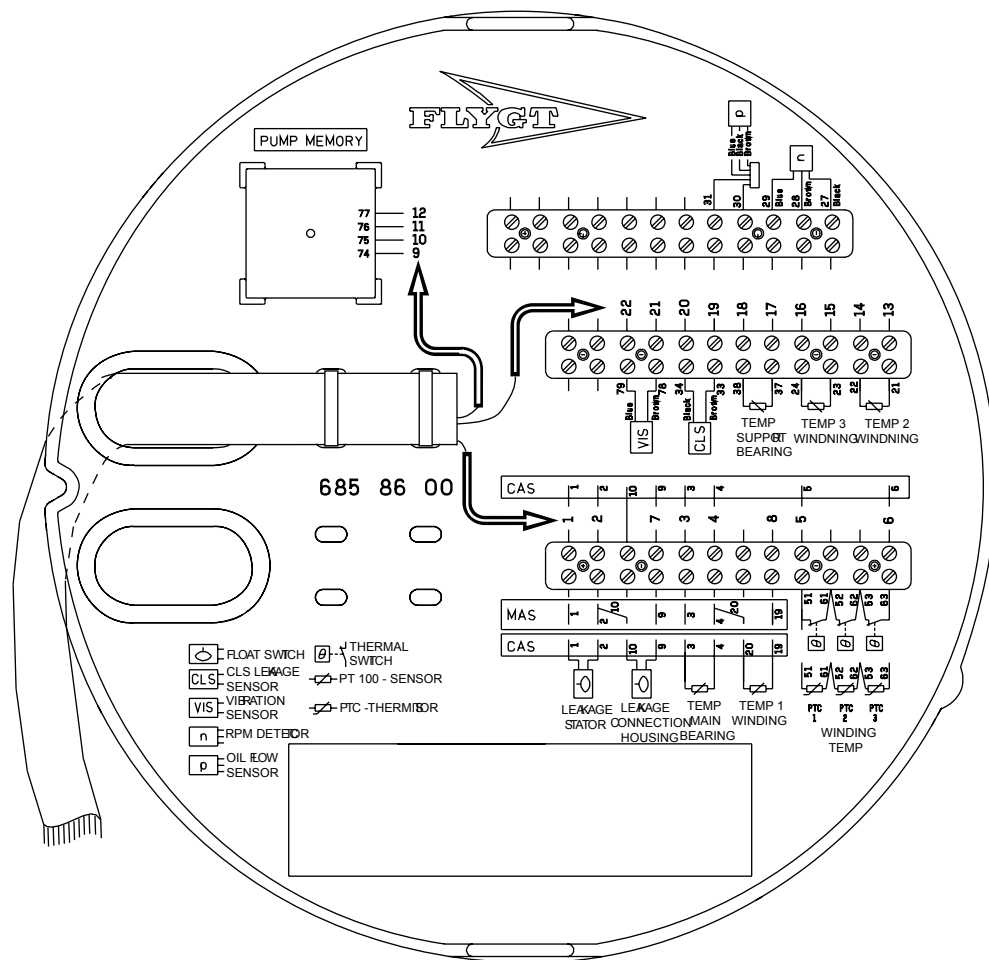 FLYGT
PUMP MEMORY
P
Blue
Black
Brown
n
31
30
29
Blue
28
Brown
27
Black
77 12
76 11
75 10
74 9
22 21 20 19 18 17 16 15 14 13
79 78 34 33 38 37 24 23 22 21
Blue Brown Black Brown
VIS CLS
TEMP SUPPORT BEARING
TEMP 3 WINDNING
TEMP 2 WINDNING
685 86 00
CAS 1 2 10 9 3 4 5 6
1 2 7 3 4 8 5 6
51 61 52 62 53 63
MAS 1 2 10 9 3 4 20 19
θ θ θ
CAS 1 2 10 9 3 4 20 19
51 61 52 62 53 63
LEAKAGE STATOR
LEAKAGE CONNECTION HOUSING
TEMP MAIN BEARING
TEMP 1 WINDING
PTC 1
PTC 2
PTC 3
WINDING TEMP
FLOAT SWITCH
CLS CLS LEAKAGE SENSOR
VIS VIBRATION SENSOR
n RPM DETECTOR
p OIL FLOW SENSOR
θ THERMAL SWITCH
PT 100 - SENSOR
PTC -THERMISTOR